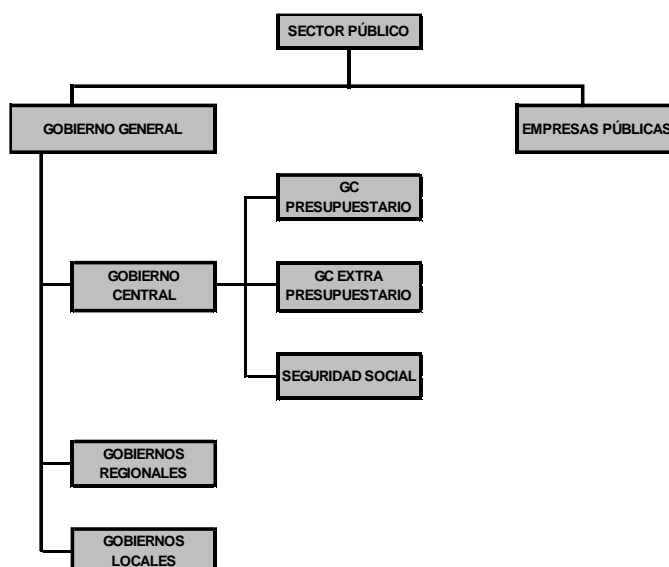 SECTOR PÚBLICO
GOBIERNO GENERAL
EMPRESAS PÚBLICAS
GC
PRESUPUESTARIO
GOBIERNO
CENTRAL
GC EXTRA
PRESUPUESTARIO
SEGURIDAD SOCIAL
GOBIERNOS
REGIONALES
GOBIERNOS
LOCALES